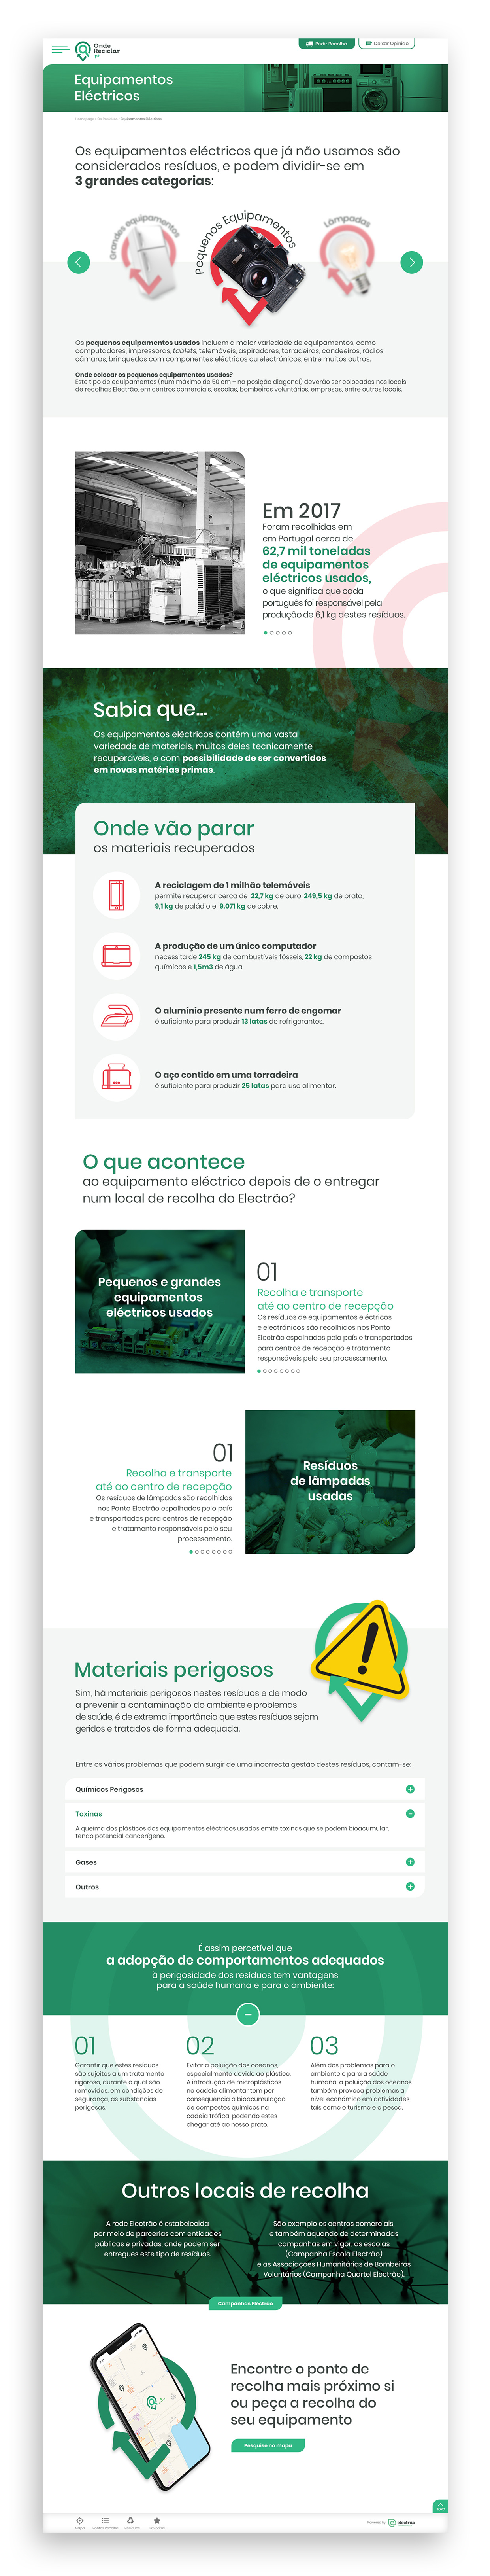 Onde
Reciclar
.pt
Pedir Recolha
Deixar Opinião
Equipamentos
Eléctricos
Homepage > Os Resíduos > Equipamentos Eléctricos
Os equipamentos eléctricos que já não usamos são
considerados resíduos, e podem dividir-se em
3 grandes categorias:
Grandes equipamentos
Pequenos Equipamentos
Lâmpadas
Os pequenos equipamentos usados incluem a maior variedade de equipamentos, como
computadores, impressoras, tablets, telemóveis, aspiradores, torradeiras, candeeiros, rádios,
câmaras, brinquedos com componentes eléctricos ou electrónicos, entre muitos outros.
Onde colocar os pequenos equipamentos usados?
Este tipo de equipamentos (num máximo de 50 cm – na posição diagonal) deverão ser colocados nos locais
de recolhas Electrão, em centros comerciais, escolas, bombeiros voluntários, empresas, entre outros locais.
Em 2017
Foram recolhidas em
em Portugal cerca de
62,7 mil toneladas
de equipamentos
eléctricos usados,
o que significa que cada
português foi responsável pela
produção de 6,1 kg destes resíduos.
Sabia que...
Os equipamentos eléctricos contêm uma vasta
variedade de materiais, muitos deles tecnicamente
recuperáveis, e com possibilidade de ser convertidos
em novas matérias primas.
Onde vão parar
os materiais recuperados
A reciclagem de 1 milhão telemóveis
permite recuperar cerca de 22,7 kg de ouro, 249,5 kg de prata,
9,1 kg de palódio e 9.071 kg de cobre.
A produção de um único computador
necessita de 245 kg de combustíveis fósseis, 22 kg de compostos
químicos e 1,5m3 de água.
O alumínio presente num ferro de engomar
é suficiente para produzir 13 latas de refrigerantes.
O aço contido em uma torradeira
é suficiente para produzir 25 latas para uso alimentar.
O que acontece
ao equipamento eléctrico depois de o entregar
num local de recolha do Electrão?
Pequenos e grandes
equipamentos
eléctricos usados
01
Recolha e transporte
até ao centro de recepção
Os resíduos de equipamentos eléctricos
e electrónicos são recolhidos nos Ponto
Electrão espalhados pelo país e transportados
para centros de recepção e tratamento
responsáveis pelo seu processamento.
01
Recolha e transporte
até ao centro de recepção
Os resíduos de lâmpadas são recolhidos
nos Ponto Electrão espalhados pelo país
e transportados para centros de recepção
e tratamento responsáveis pelo seu
processamento.
Resíduos
de lâmpadas
usadas
Materiais perigosos
Sim, há materiais perigosos nestes resíduos e de modo
a prevenir a contaminação do ambiente e problemas
de saúde, é de extrema importância que estes resíduos sejam
geridos e tratados de forma adequada.
Entre os vários problemas que podem surgir de uma incorrecta gestão destes resíduos, contam-se:
Químicos Perigosos
Toxinas
A queima dos plásticos dos equipamentos eléctricos usados emite toxinas que se podem bioacumular,
tendo potencial cancerígeno.
Gases
Outros
É assim percetível que
a adopção de comportamentos adequados
à perigosidade dos resíduos tem vantagens
para a saúde humana e para o ambiente:
01
Garantir que estes resíduos
são sujeitos a um tratamento
rigoroso, durante o qual são
removidas, em condições de
segurança, as substâncias
perigosas.
02
Evitar a poluição dos oceanos,
especialmente devida ao plástico.
A introdução de microplásticos
na cadeia alimentar tem por
consequência a bioacumulação
de compostos químicos na
cadeia trófica, podendo estes
chegar até ao nosso prato.
03
Além dos problemas para o
ambiente e para a saúde
humana, a poluição dos oceanos
também provoca problemas a
nível económico em actividades
tais como o turismo e a pesca.
Outros locais de recolha
A rede Electrão é estabelecida
por meio de parcerias com entidades
públicas e privadas, onde podem ser
entregues este tipo de resíduos.
São exemplo os centros comerciais,
e também aquando de determinadas
campanhas em vigor, as escolas
(Campanha Escola Electrão)
e as Associações Humanitárias de Bombeiros
Voluntários (Campanha Quartel Electrão).
Campanhas Electrão
Encontre o ponto de
recolha mais próximo si
ou peça a recolha do
seu equipamento
Pesquise no mapa
Mapa
Pontos Recolha
Resíduos
Favoritos
Powered by
electrão